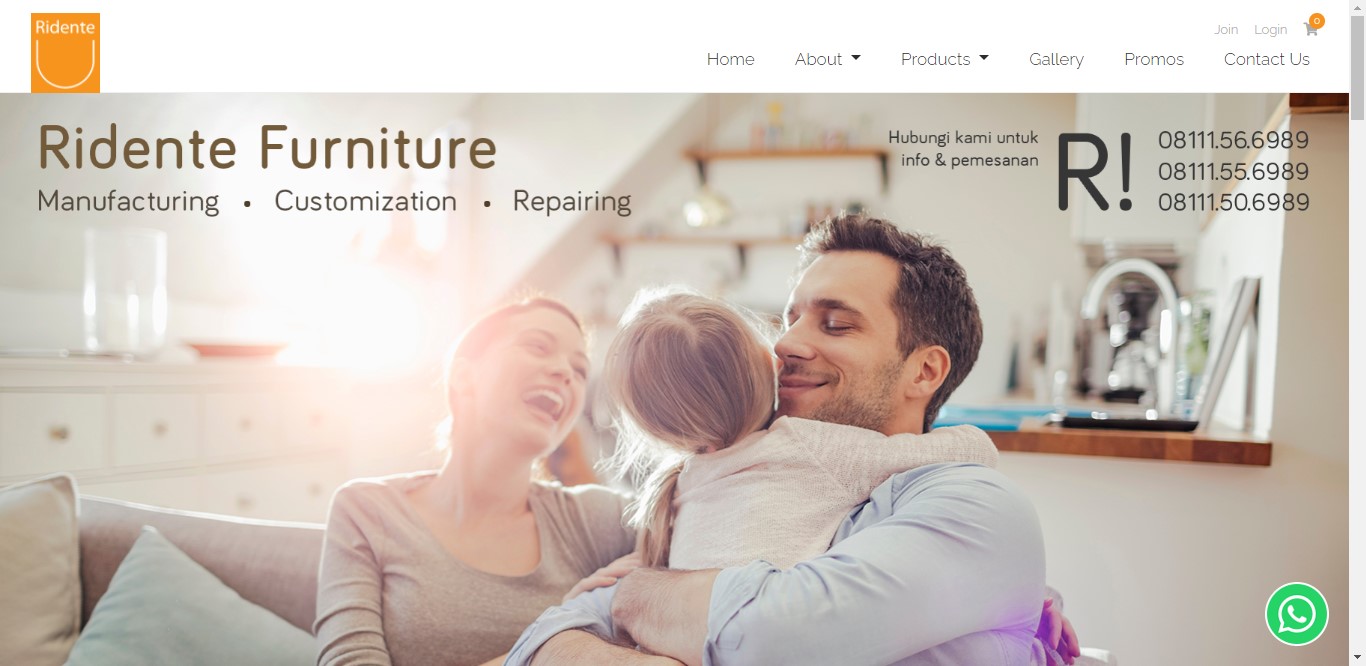 Ridente
Join Login 0
Home About Products Gallery Promos Contact Us
Ridente Furniture
Manufacturing • Customization • Repairing
Hubungi kami untuk
info & pemesanan
R!
08111.56.6989
08111.55.6989
08111.50.6989